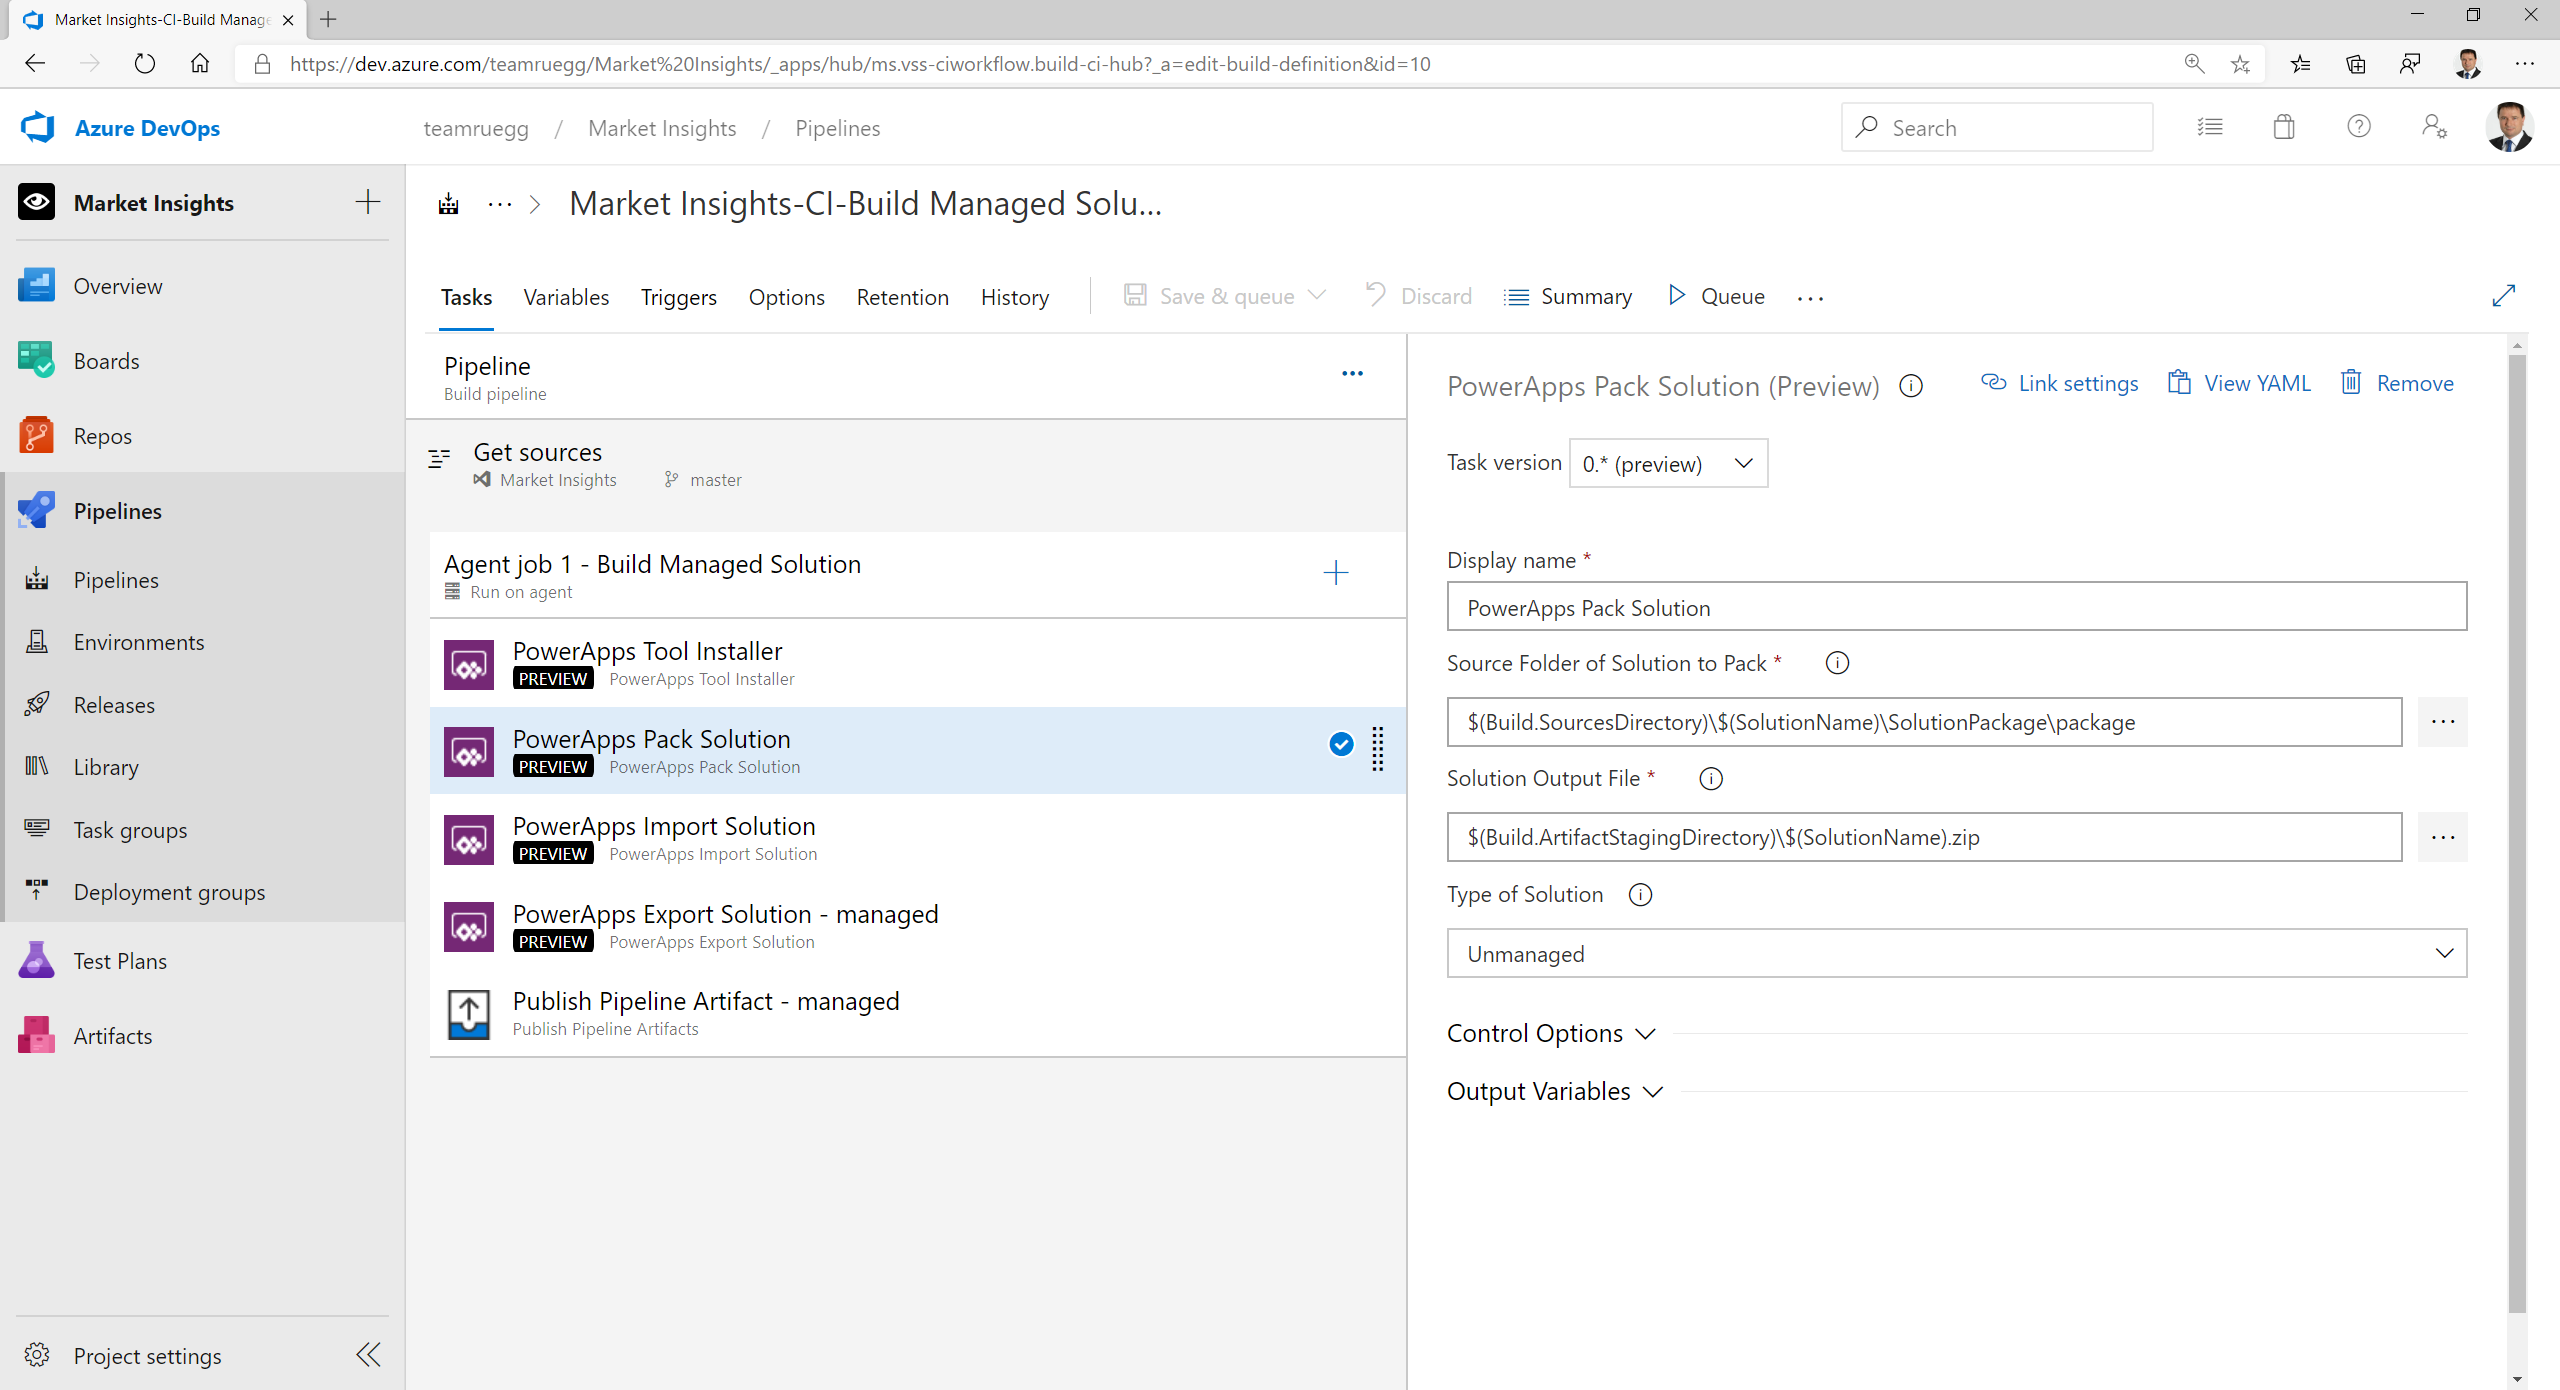 Market Insights-CI-Build Manage
https://dev.azure.com/teamruegg/Market%20Insights/_apps/hub/ms.vss-ciworkflow.build-ci-hub?_a=edit-build-definition&id=10
Azure DevOps
teamruegg / Market Insights / Pipelines
Search
Market Insights
Overview
Boards
Repos
Pipelines
Pipelines
Environments
Releases
Library
Task groups
Deployment groups
Test Plans
Artifacts
Project settings
Market Insights-CI-Build Managed Solu...
Tasks Variables Triggers Options Retention History Save & queue Discard Summary Queue ...
Pipeline
Build pipeline
Get sources
Market Insights master
Agent job 1 - Build Managed Solution
Run on agent
PowerApps Tool Installer
PREVIEW PowerApps Tool Installer
PowerApps Pack Solution
PREVIEW PowerApps Pack Solution
PowerApps Import Solution
PREVIEW PowerApps Import Solution
PowerApps Export Solution - managed
PREVIEW PowerApps Export Solution
Publish Pipeline Artifact - managed
Publish Pipeline Artifacts
PowerApps Pack Solution (Preview) Link settings View YAML Remove
Task version 0.* (preview)
Display name *
PowerApps Pack Solution
Source Folder of Solution to Pack *
$(Build.SourcesDirectory)\$(SolutionName)\SolutionPackage\package
Solution Output File *
$(Build.ArtifactStagingDirectory)\$(SolutionName).zip
Type of Solution
Unmanaged
Control Options
Output Variables